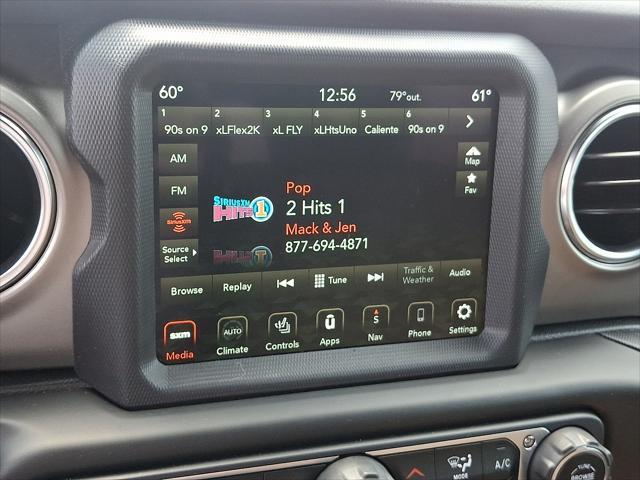 60° 12:56 79°out. 61°
1 2 3 4 5 6
90s on 9 xLFlex2K xL FLY xLHtsUno Caliente 90s on 9
AM
Map
FM
Fav
SiriusXM
SiriusXM
HITS 1
Pop
2 Hits 1
Mack & Jen
877-694-4871
Source
Select
Browse Replay Tune Traffic &
Weather Audio
sxm AUTO S
Media Climate Controls Apps Nav Phone Settings
MODE A/C
TUNE
BROWSE